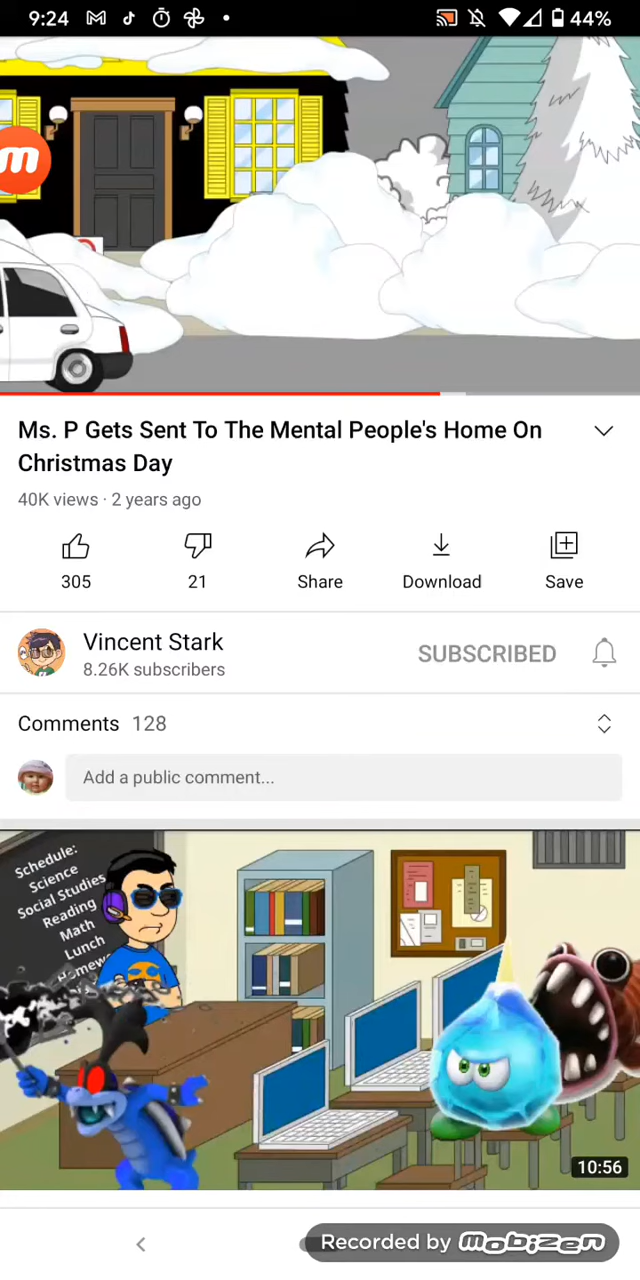 9:24
44%
m
Ms. P Gets Sent To The Mental People's Home On
Christmas Day
40K views · 2 years ago
305
21
Share
Download
Save
Vincent Stark
8.26K subscribers
SUBSCRIBED
Comments 128
Add a public comment...
Schedule:
Science
Social Studies
Reading
Math
Lunch
10:56
Recorded by mobizen